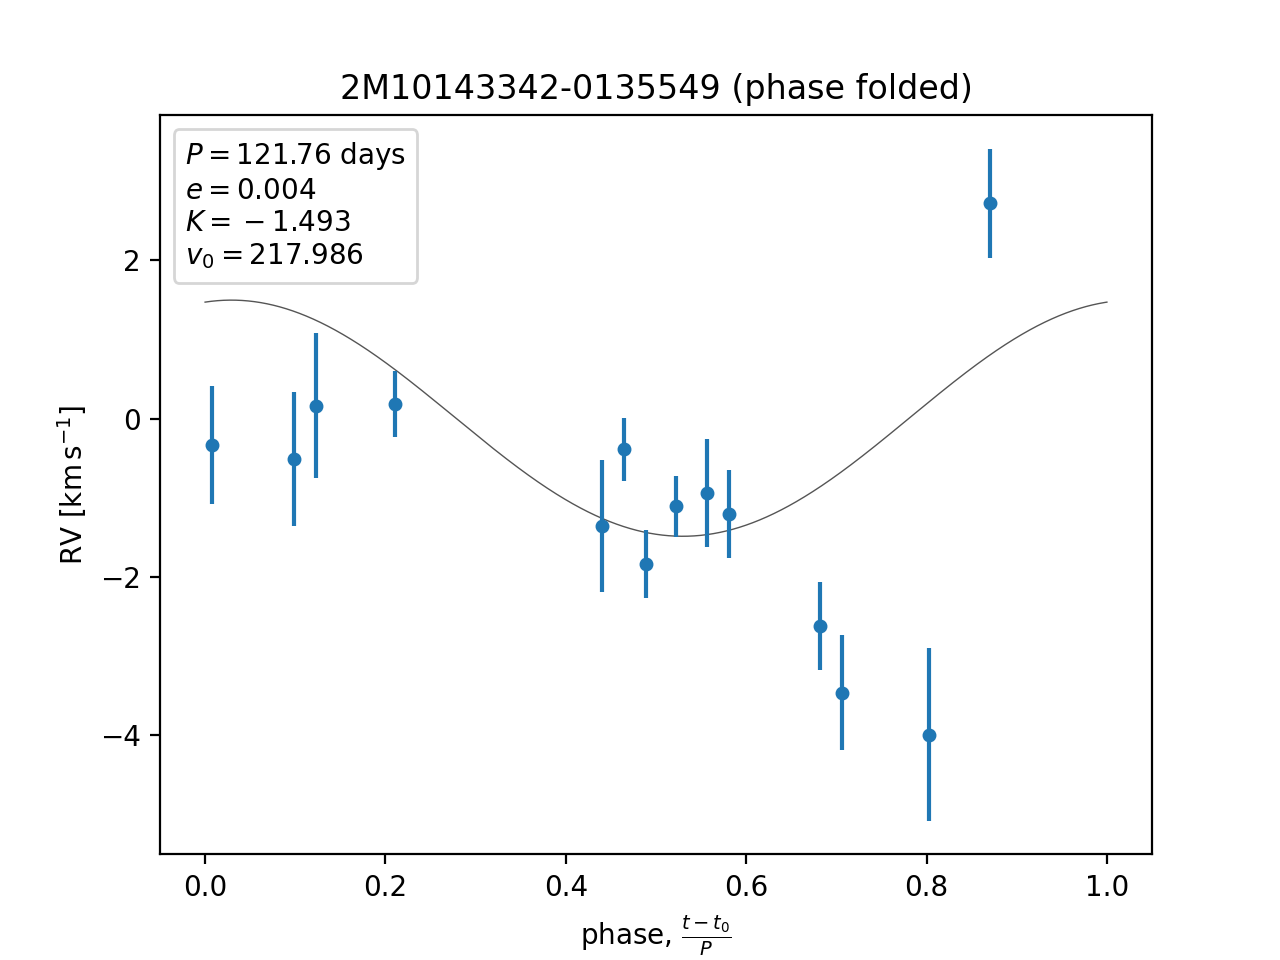 2M10143342-0135549 (phase folded)
P = 121.76 days
e = 0.004
K = −1.493
v₀ = 217.986
RV [km s⁻¹]
2
0
−2
−4
0.0 0.2 0.4 0.6 0.8 1.0
phase, (t − t₀)/P